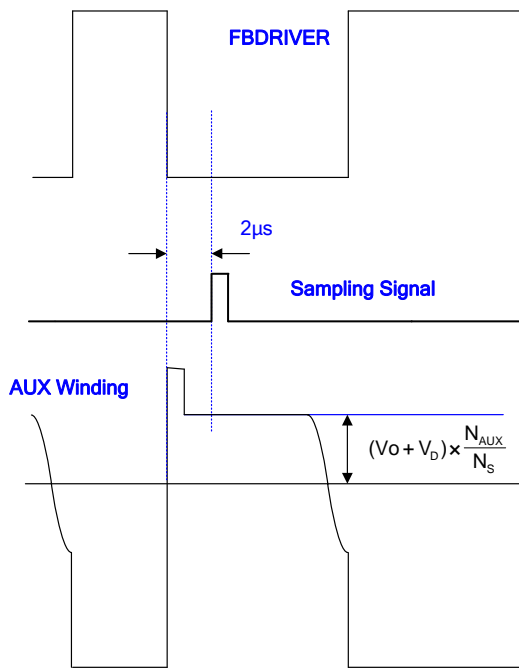 FBDRIVER
2µs
Sampling Signal
AUX Winding
(Vo + V_D) × N_AUX / N_S